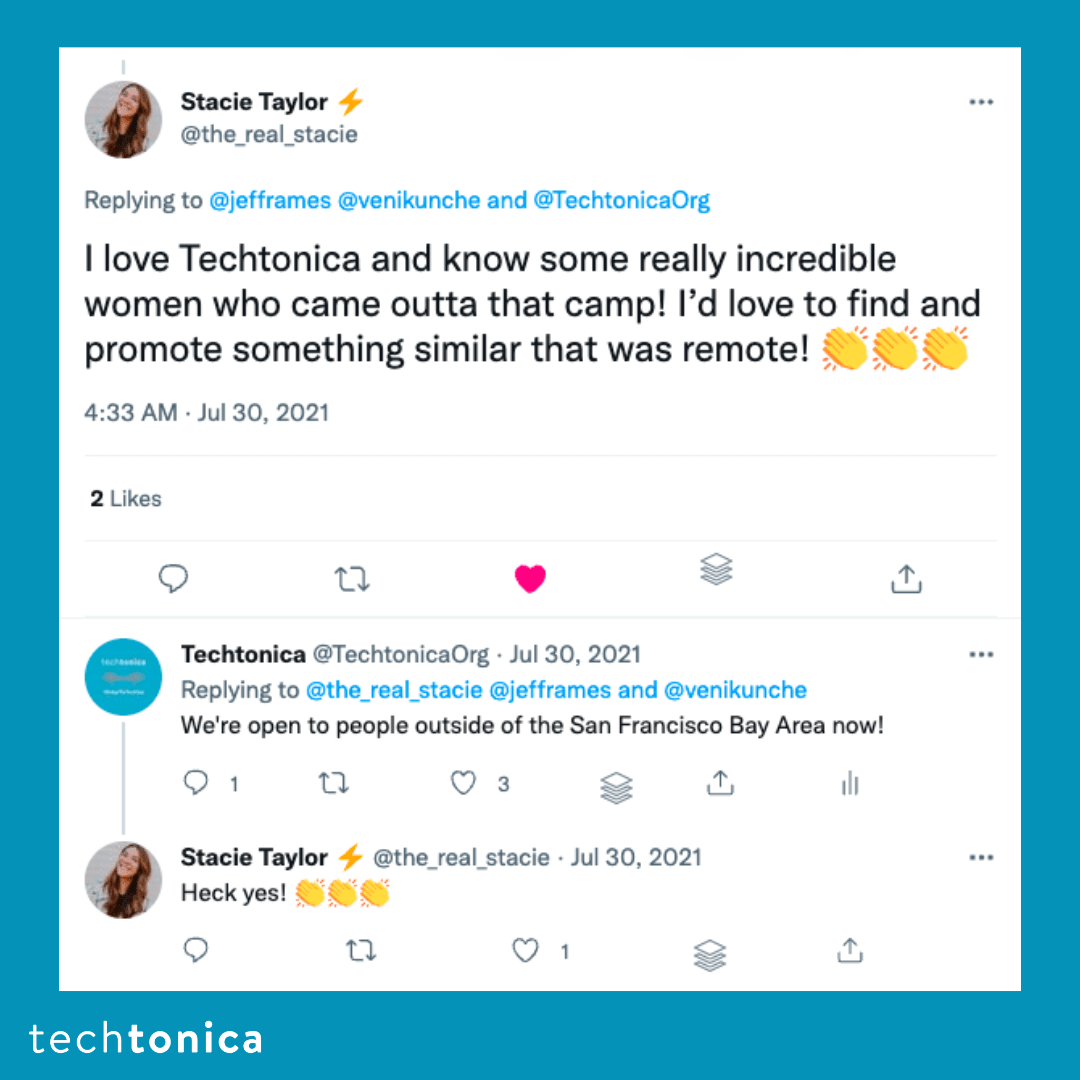 Stacie Taylor ⚡
@the_real_stacie
Replying to @jefframes @venikunche and @TechtonicaOrg
I love Techtonica and know some really incredible
women who came outta that camp! I’d love to find and
promote something similar that was remote! 👏👏👏
4:33 AM · Jul 30, 2021
2 Likes
techtonica
Techtonica @TechtonicaOrg · Jul 30, 2021
Replying to @the_real_stacie @jefframes and @venikunche
We're open to people outside of the San Francisco Bay Area now!
1 3
Stacie Taylor ⚡ @the_real_stacie · Jul 30, 2021
Heck yes! 👏👏👏
1
techtonica